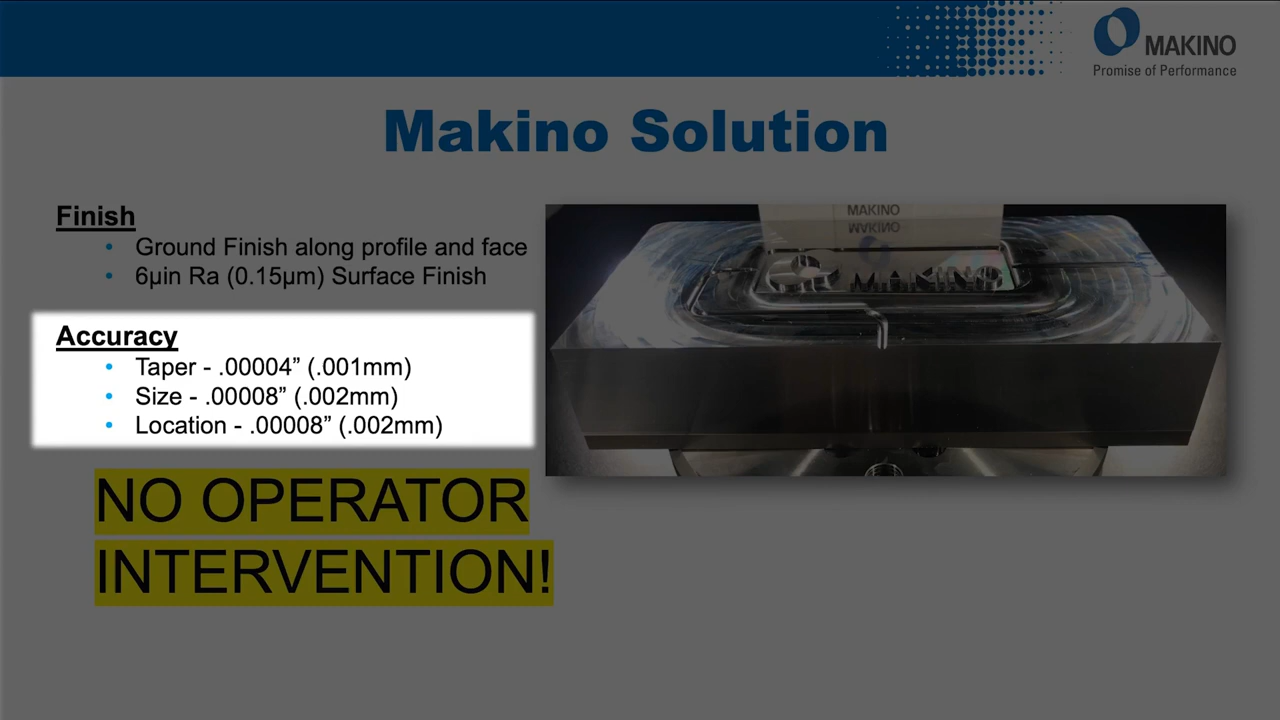 MAKINO
Promise of Performance
Makino Solution
Finish
• Ground Finish along profile and face
• 6µin Ra (0.15µm) Surface Finish
Accuracy
• Taper - .00004” (.001mm)
• Size - .00008” (.002mm)
• Location - .00008” (.002mm)
NO OPERATOR
INTERVENTION!
MAKINO
MAKINO
MAKINO